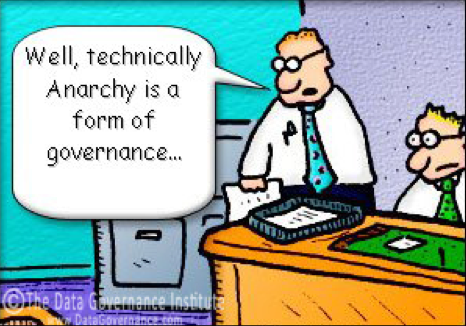 Well, technically
Anarchy is a
form of
governance...
©The Data Governance Institute
www.DataGovernance.com